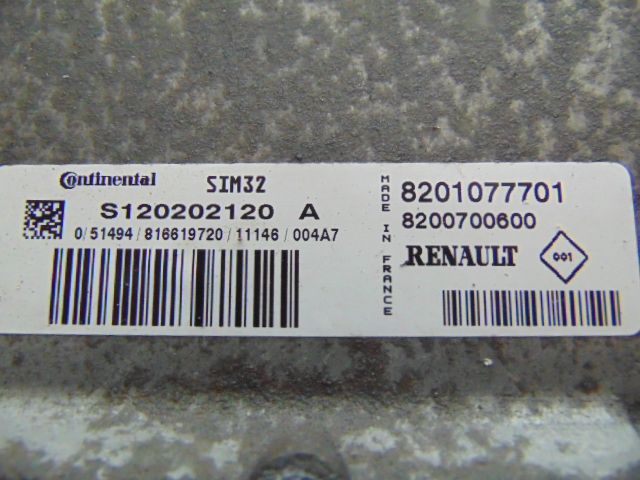 Continental SIM32
S120202120 A
0/51494/816619720/11146/004A7
MADE IN FRANCE
8201077701
8200700600
RENAULT 001